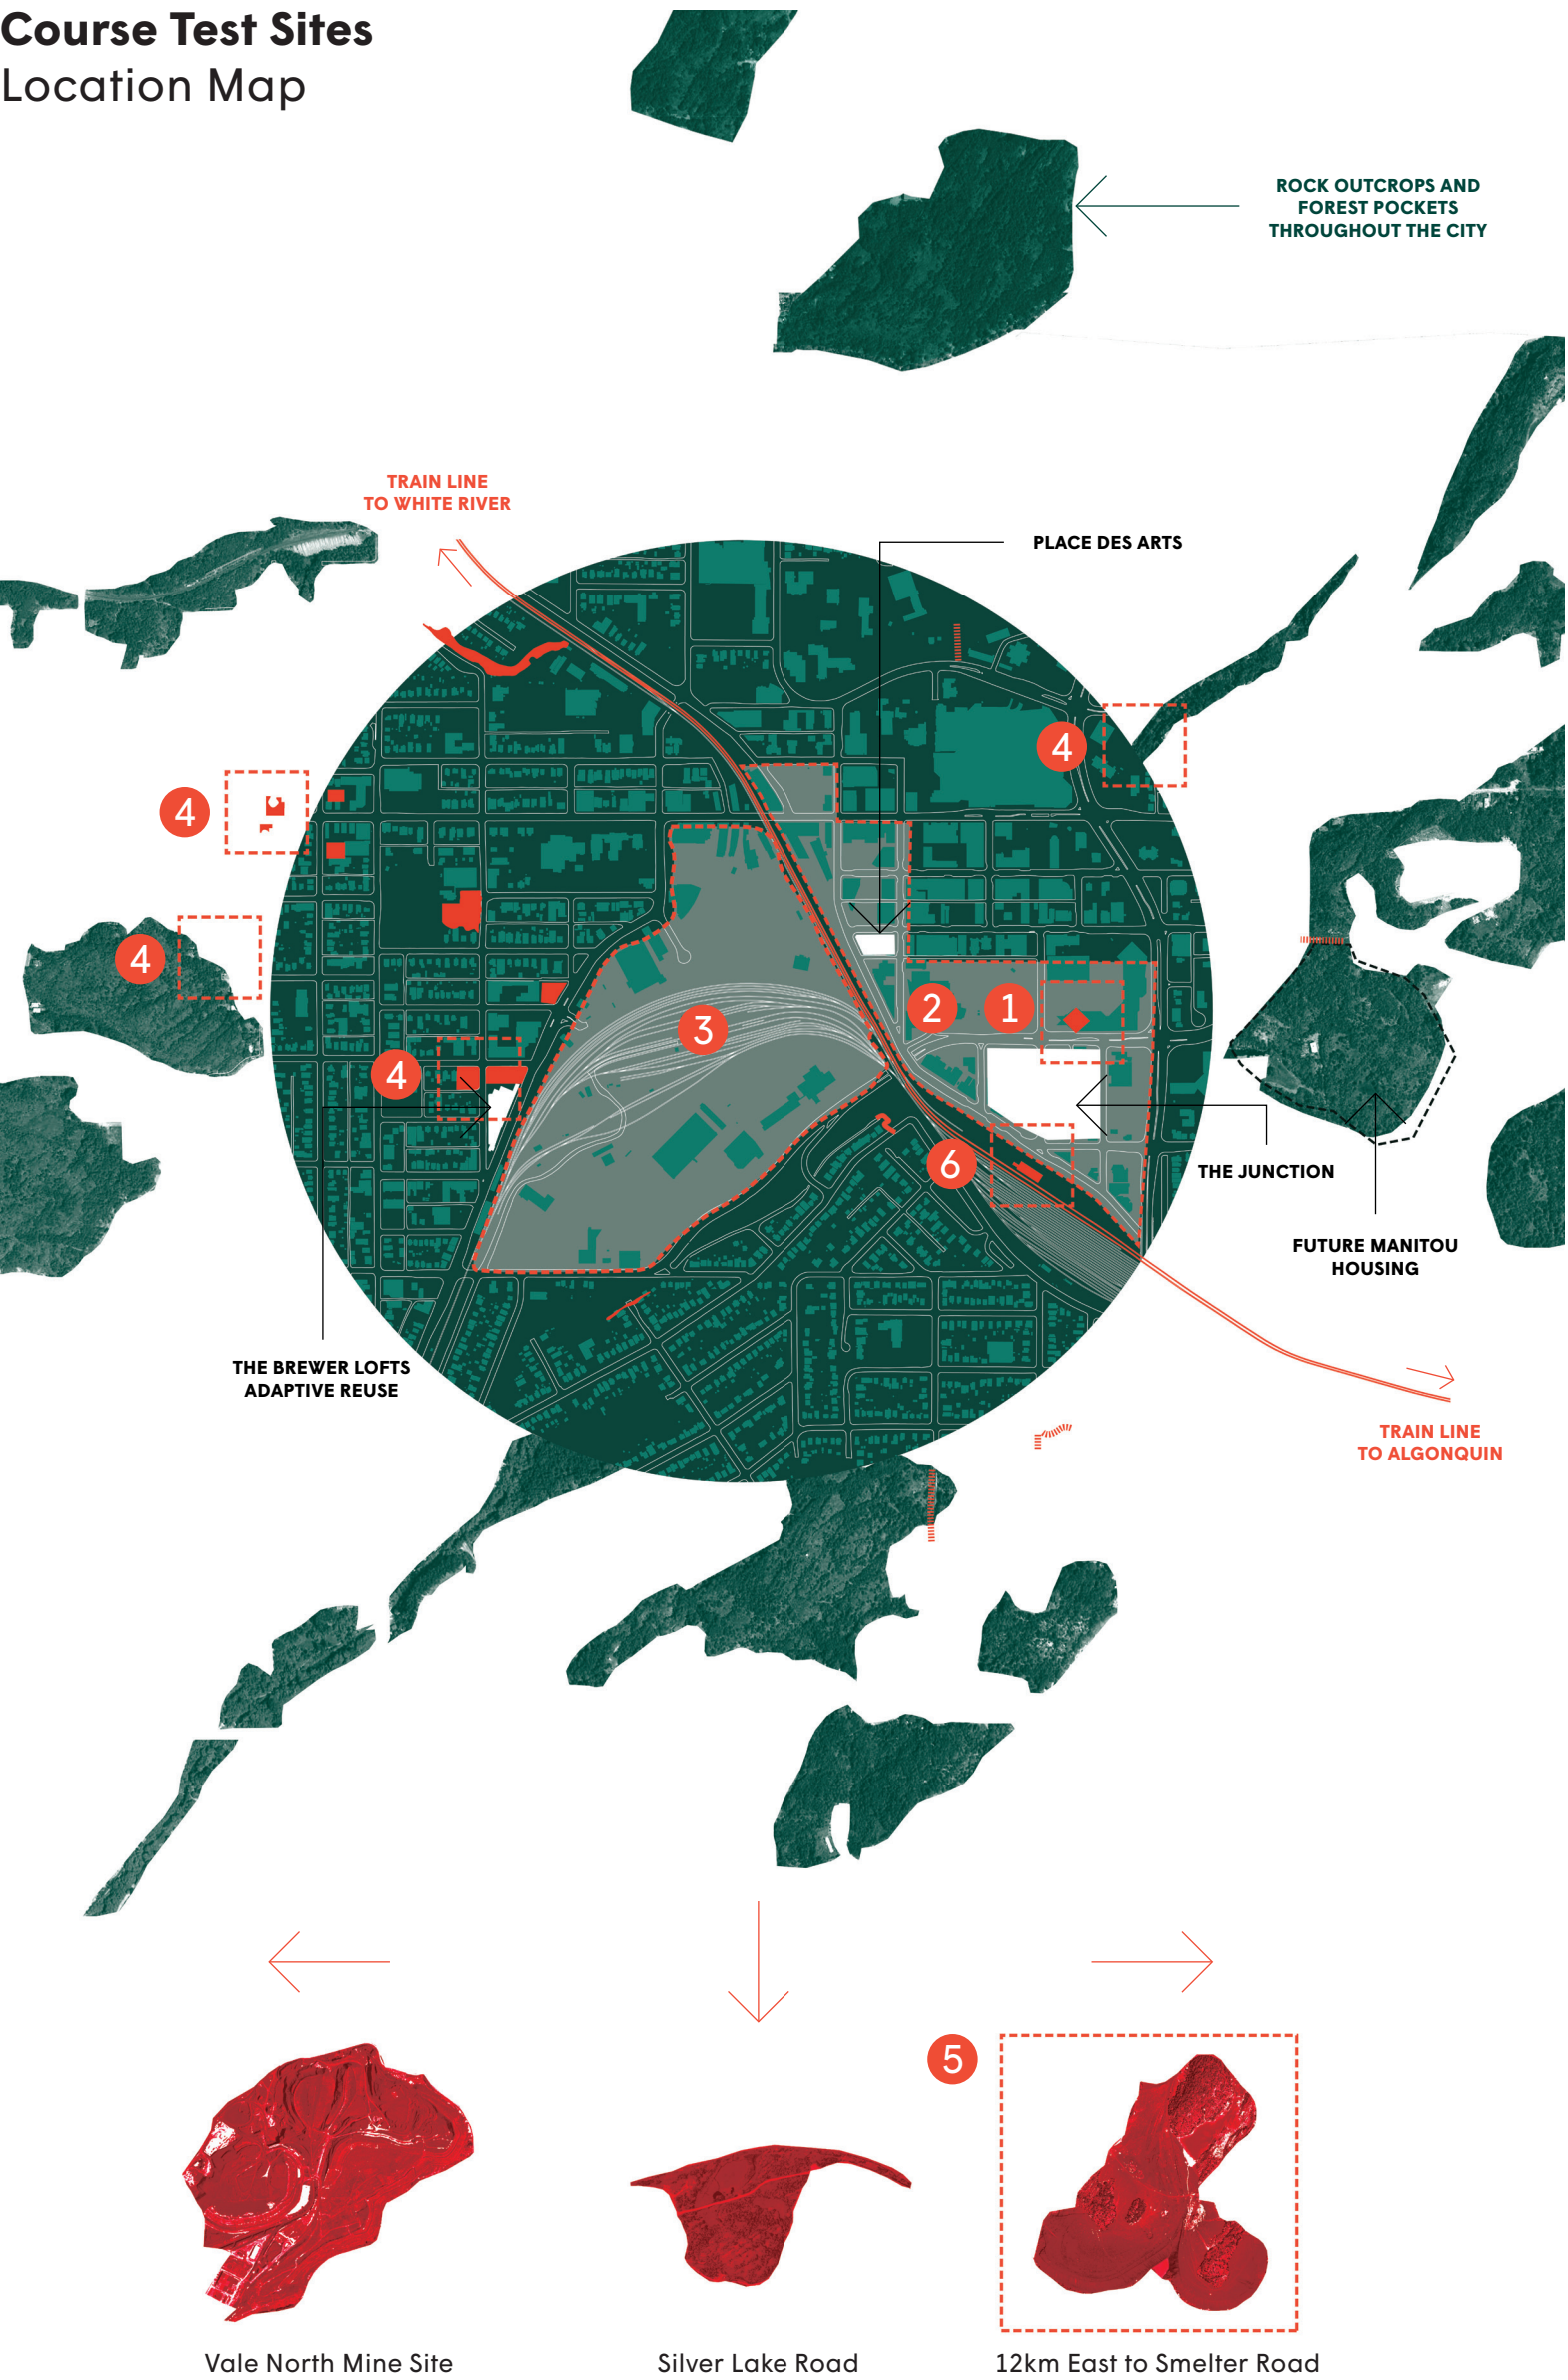 Course Test Sites
Location Map
ROCK OUTCROPS AND
FOREST POCKETS
THROUGHOUT THE CITY
TRAIN LINE
TO WHITE RIVER
PLACE DES ARTS
4
4
4
2
1
3
4
6
THE JUNCTION
FUTURE MANITOU
HOUSING
THE BREWER LOFTS
ADAPTIVE REUSE
TRAIN LINE
TO ALGONQUIN
5
Vale North Mine Site
Silver Lake Road
12km East to Smelter Road